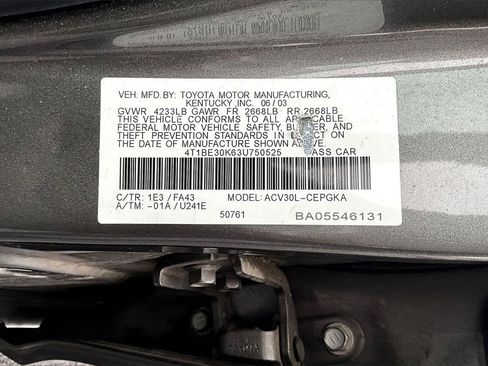 VEH. MFD.BY: TOYOTA MOTOR MANUFACTURING,
KENTUCKY, INC. 06/03
GVWR 4233LB GAWR FR 2668LB RR 2668LB
THIS VEHICLE CONFORMS TO ALL APPLICABLE
FEDERAL MOTOR VEHICLE SAFETY, AND
THEFT PREVENTION STANDARDS IN EFFECT ON
THE DATE OF MANUFACTURE SHOWN ABOVE.
4T1BE30K63U750525 PASS CAR
C/TR: 1E3 / FA43 MODEL: ACV30L-CEPGKA
A/TM: -01A / U241E
50761 BA05546131